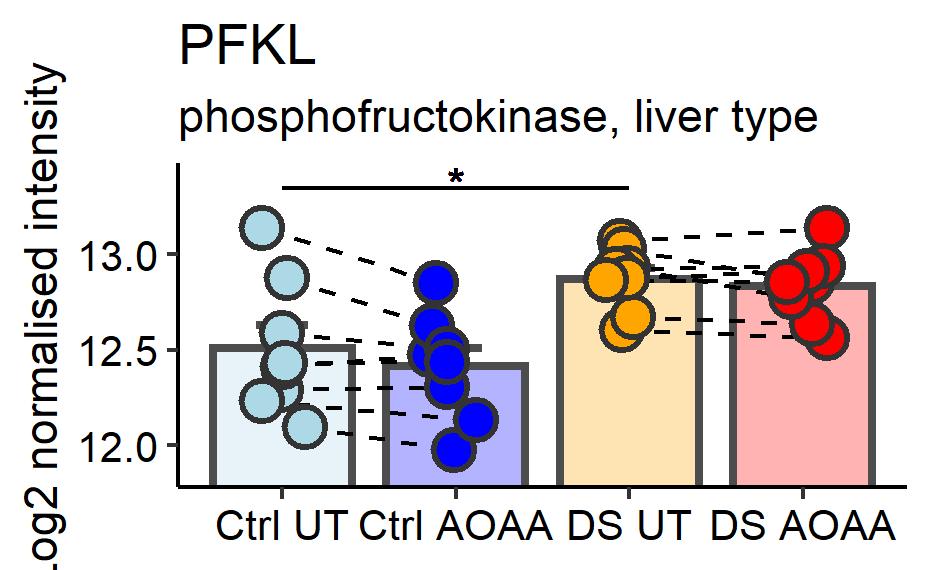 PFKL
phosphofructokinase, liver type
Log2 normalised intensity
*
13.0
12.5
12.0
Ctrl UT Ctrl AOAA DS UT DS AOAA